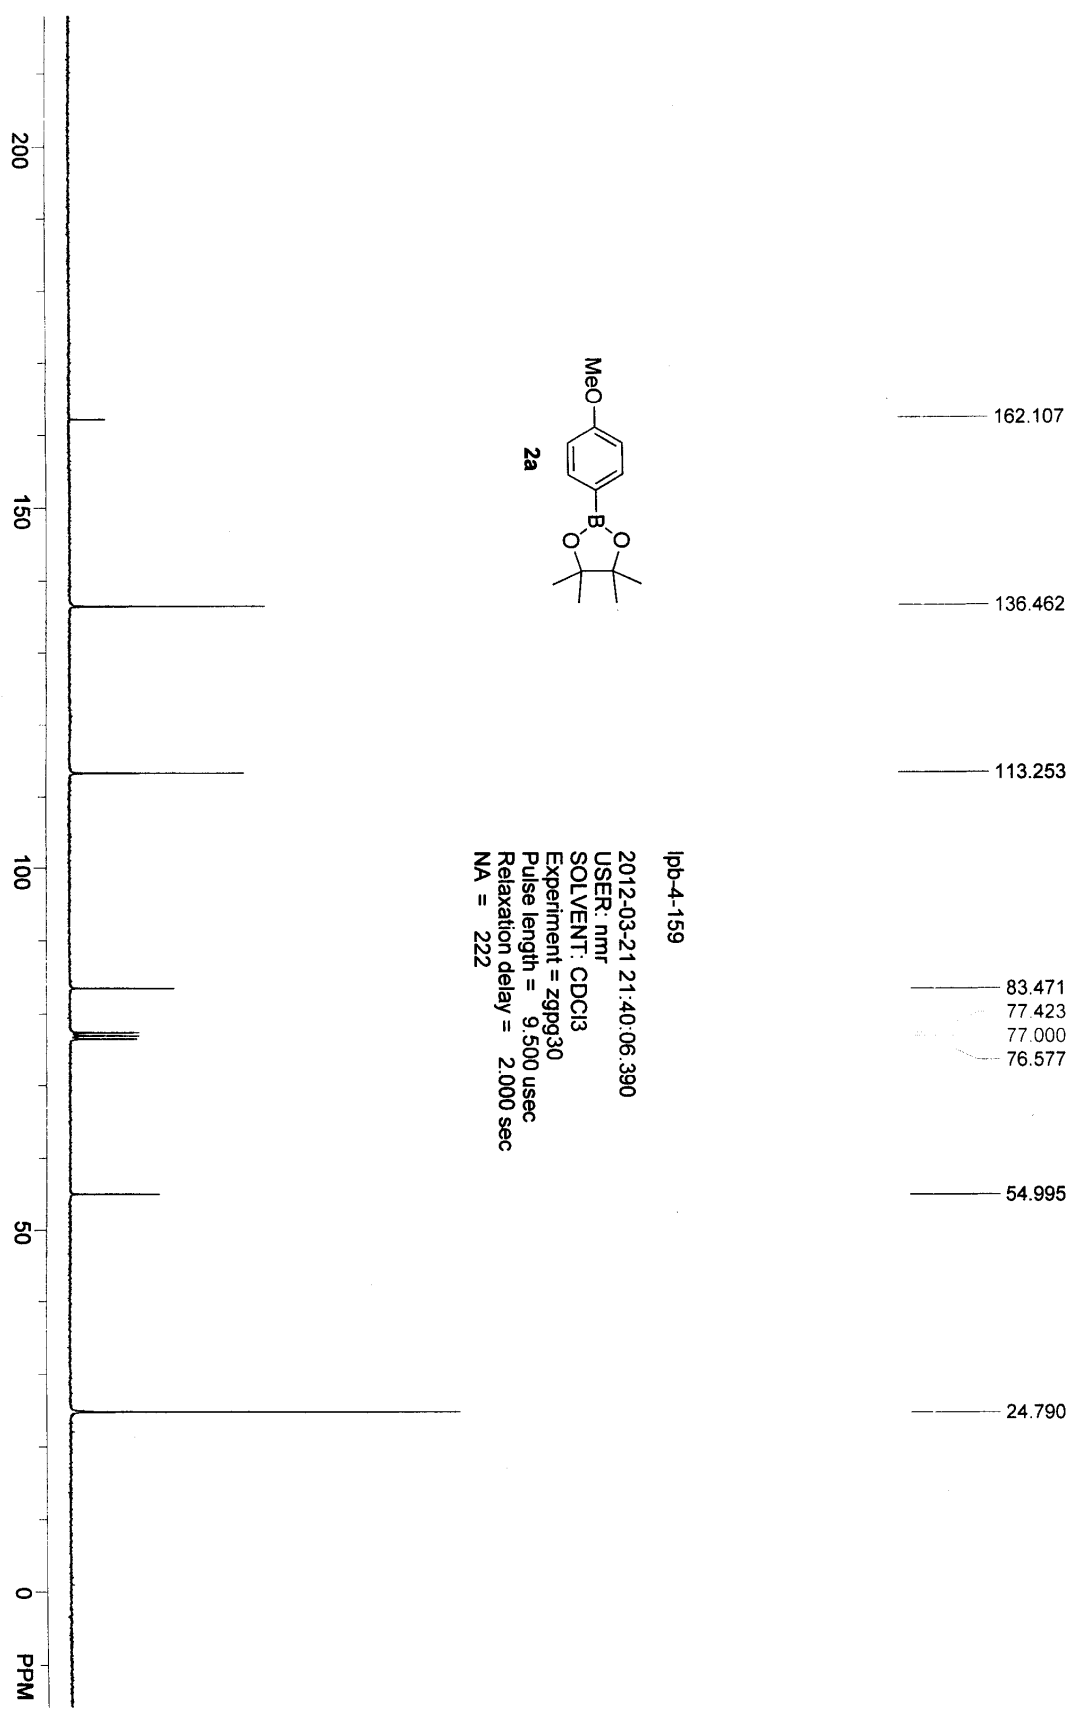 162.107
136.462
113.253
83.471
77.423
77.000
76.577
54.995
24.790
lpb-4-159
2012-03-21 21:40:06.390
USER: nmr
SOLVENT: CDCl3
Experiment = zgpg30
Pulse length = 9.500 usec
Relaxation delay = 2.000 sec
NA = 222
MeO
B
O
O
2a
200
150
100
50
0
PPM